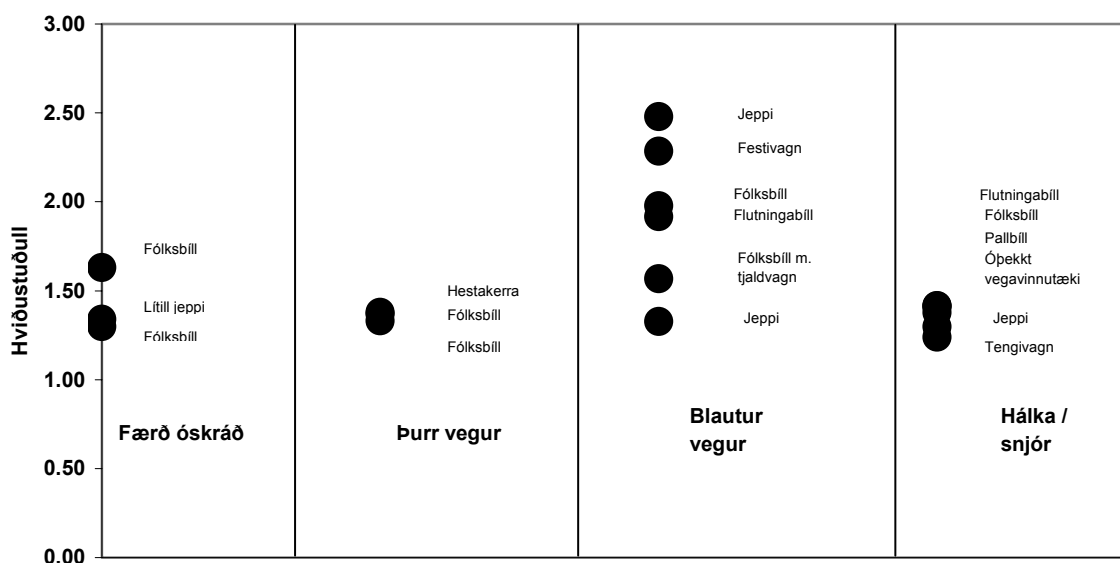 3.00
2.50
2.00
1.50
1.00
0.50
0.00
Hviðustuðull
Fólksbíll
Lítill jeppi
Fólksbíll
Færð óskráð
Hestakerra
Fólksbíll
Fólksbíll
Þurr vegur
Jeppi
Festivagn
Fólksbíll
Flutningabíll
Fólksbíll m.
tjaldvagn
Jeppi
Blautur
vegur
Flutningabíll
Fólksbíll
Pallbíll
Óþekkt
vegavinnutæki
Jeppi
Tengivagn
Hálka /
snjór